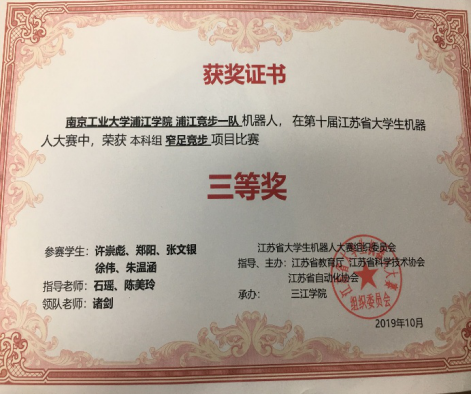 获奖证书
南京工业大学浦江学院 浦江竞步一队 机器人，在第十届江苏省大学生机器
人大赛中，荣获 本科组 窄足竞步 项目比赛
三等奖
参赛学生：许崇彪、郑阳、张文银
徐伟、朱温涵
指导老师：石瑶、陈美玲
领队老师：诸剑
江苏省大学生机器人大赛组织委员会
指导、主办：江苏省教育厅 江苏省科学技术协会
江苏省自动化协会
承办： 三江学院
组织委员会
2019年10月